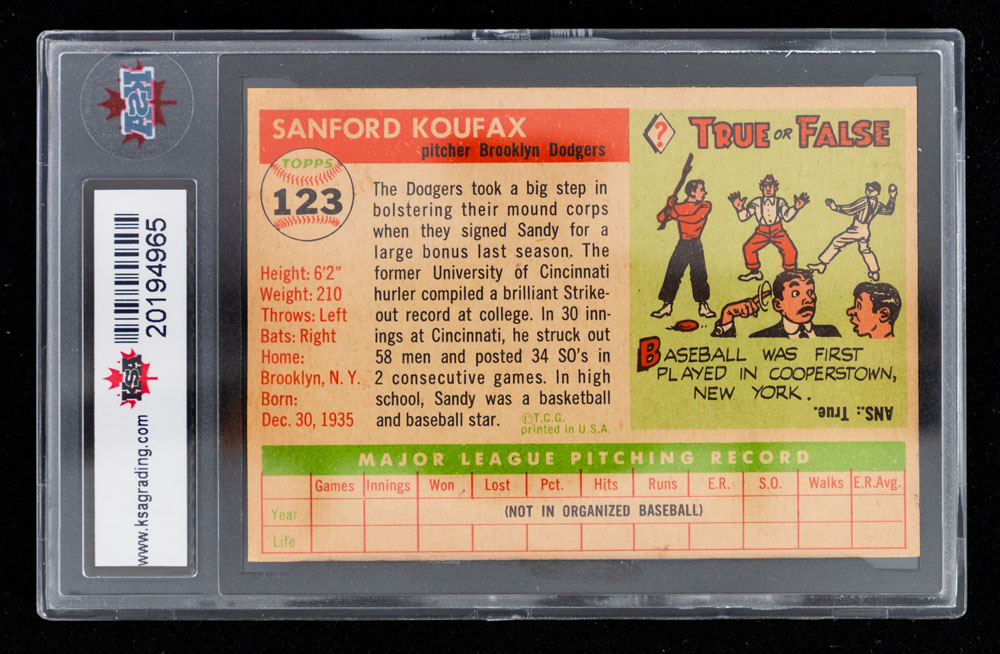 KSA
20194965
KSA
www.ksagrading.com
SANFORD KOUFAX
pitcher Brooklyn Dodgers
TOPPS
123
Height: 6'2"
Weight: 210
Throws: Left
Bats: Right
Home:
Brooklyn, N. Y.
Born:
Dec. 30, 1935
The Dodgers took a big step in
bolstering their mound corps
when they signed Sandy for a
large bonus last season. The
former University of Cincinnati
hurler compiled a brilliant Strike-
out record at college. In 30 inn-
ings at Cincinnati, he struck out
58 men and posted 34 SO's in
2 consecutive games. In high
school, Sandy was a basketball
and baseball star.
©T.C.G.
printed in U.S.A.
? TRUE OR FALSE
BASEBALL WAS FIRST
PLAYED IN COOPERSTOWN,
NEW YORK.
ANS.: True.
MAJOR LEAGUE PITCHING RECORD
Games Innings Won Lost Pct. Hits Runs E.R. S.O. Walks E.R.Avg.
Year (NOT IN ORGANIZED BASEBALL)
Life